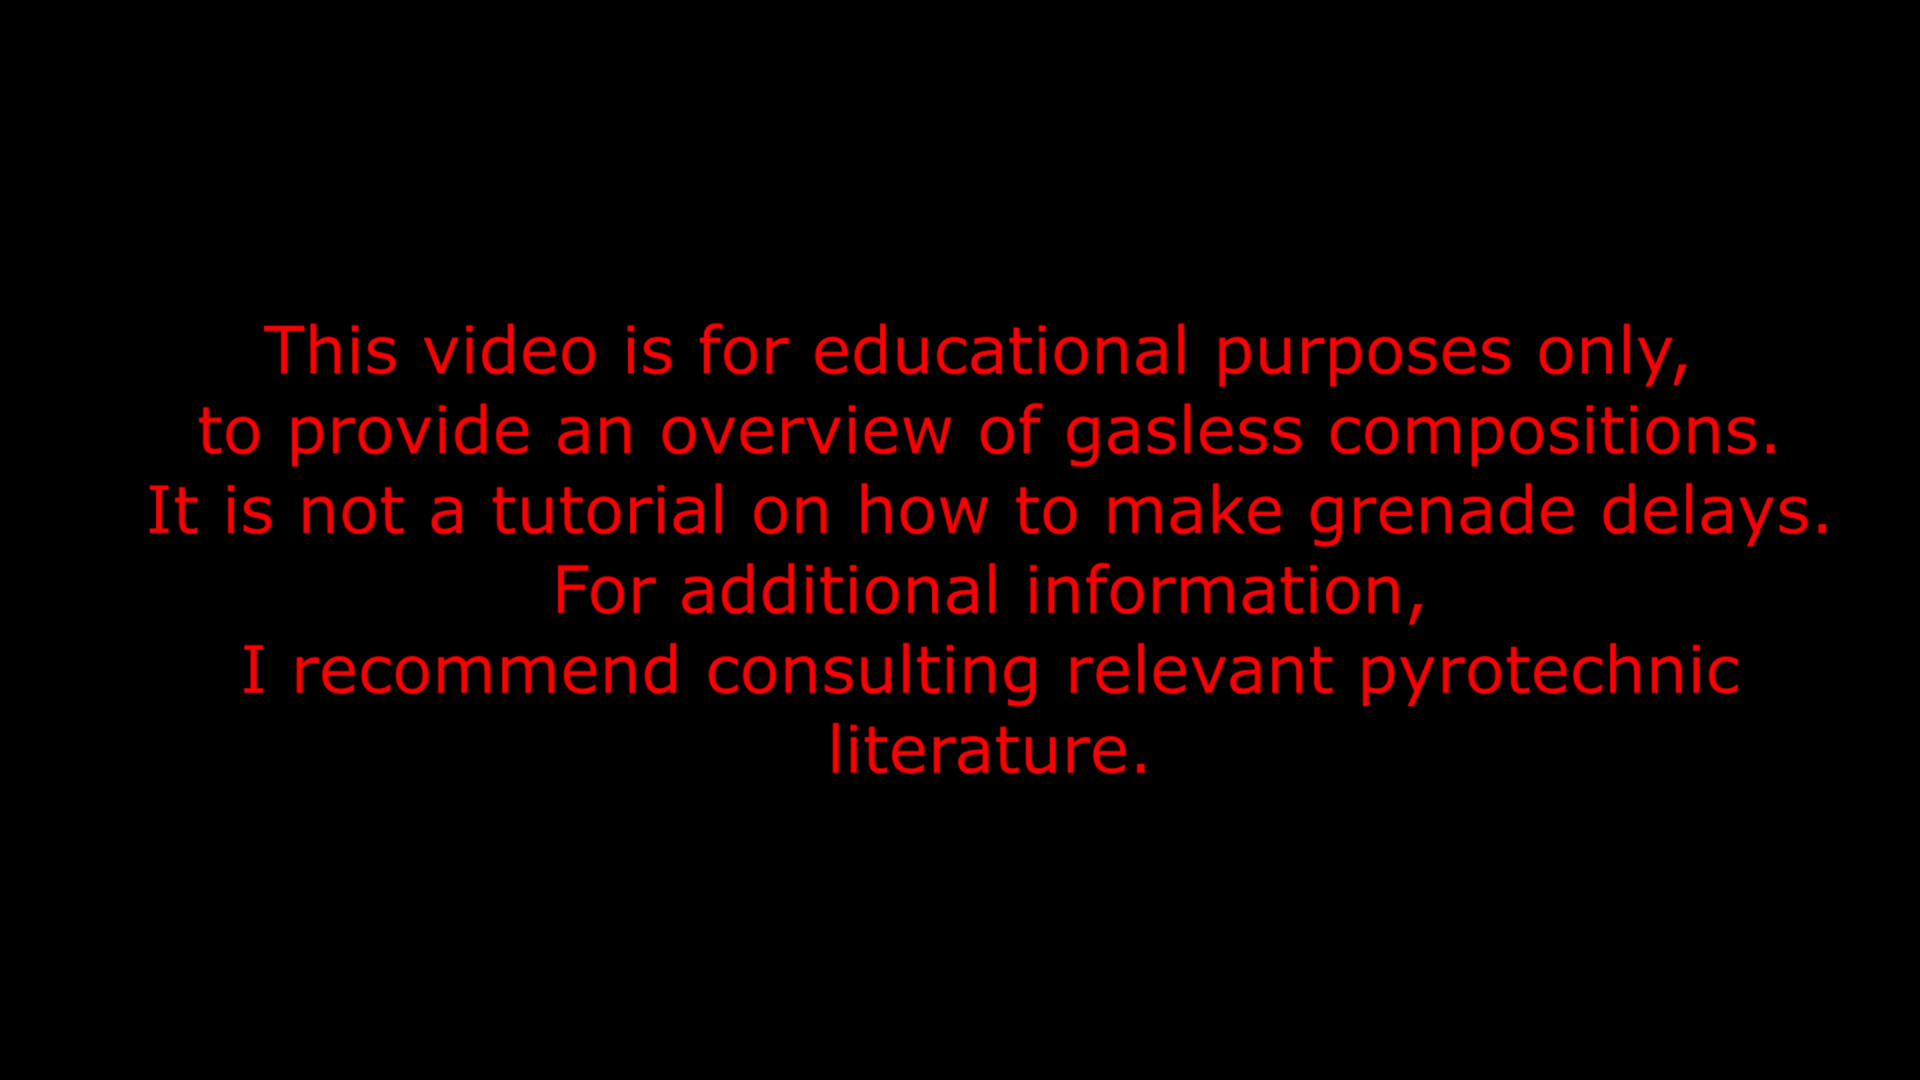 This video is for educational purposes only,
to provide an overview of gasless compositions.
It is not a tutorial on how to make grenade delays.
For additional information,
I recommend consulting relevant pyrotechnic
literature.